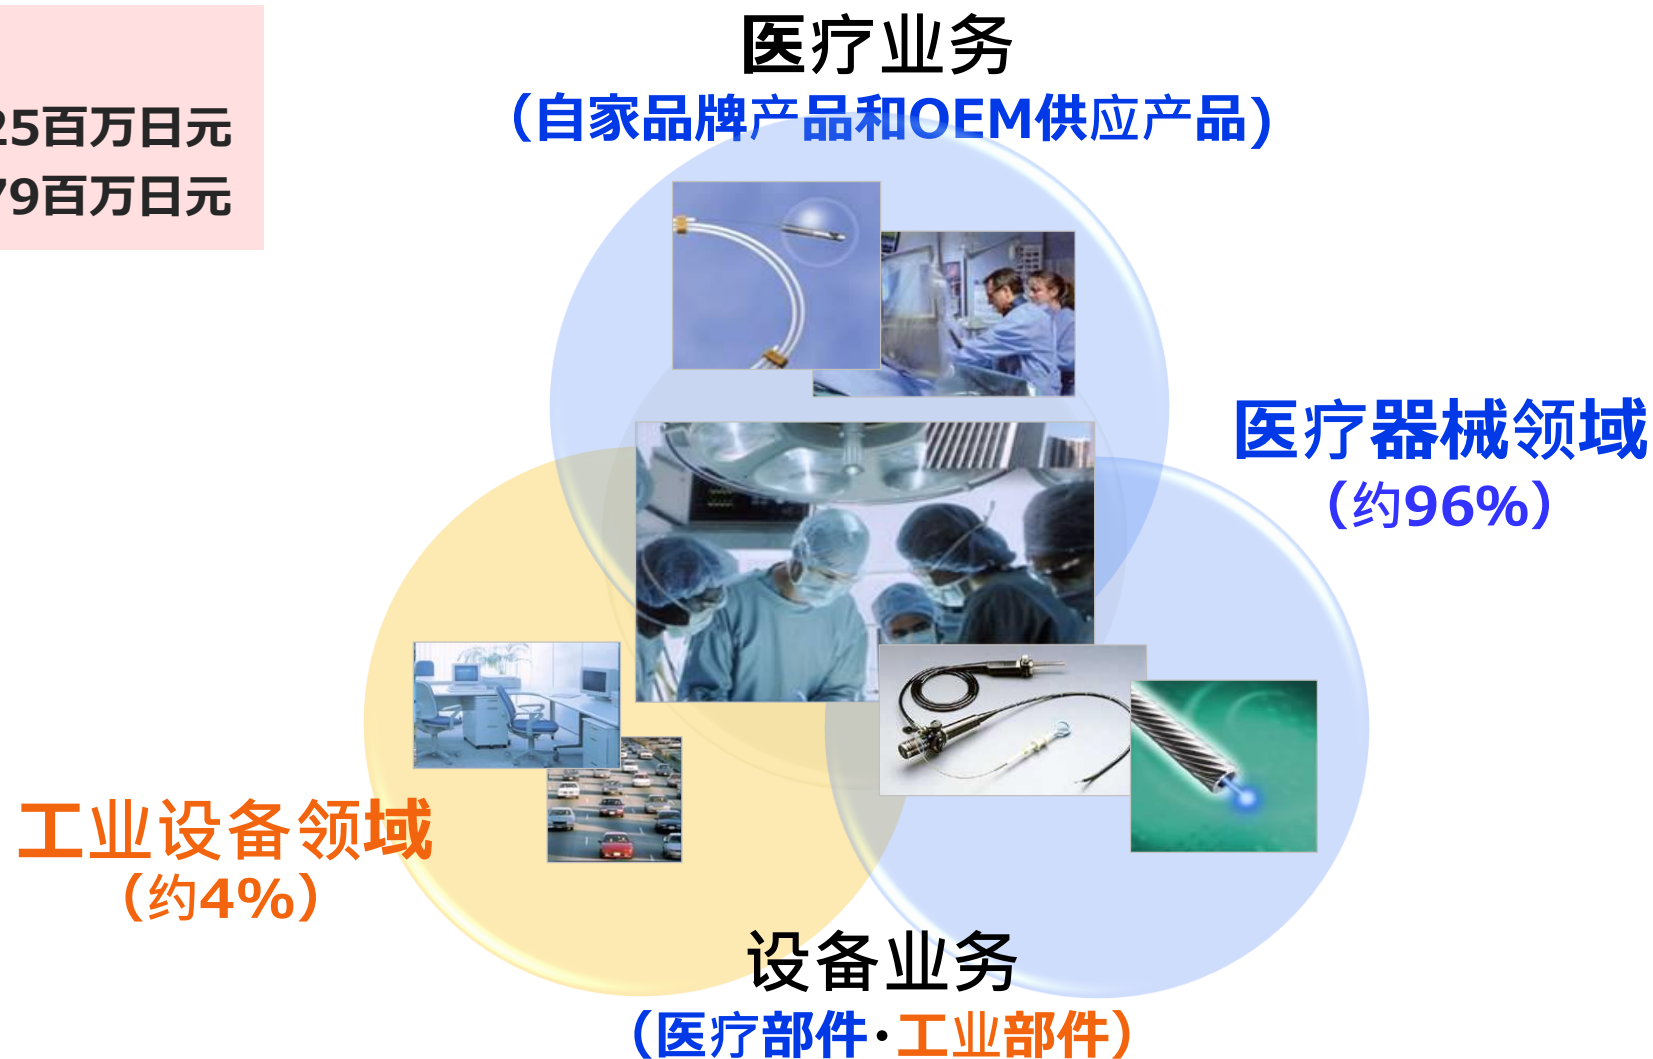 25百万日元
79百万日元
医疗业务
（自家品牌产品和OEM供应产品)
医疗器械领域
（约96%）
工业设备领域
（约4%）
设备业务
（医疗部件·工业部件）